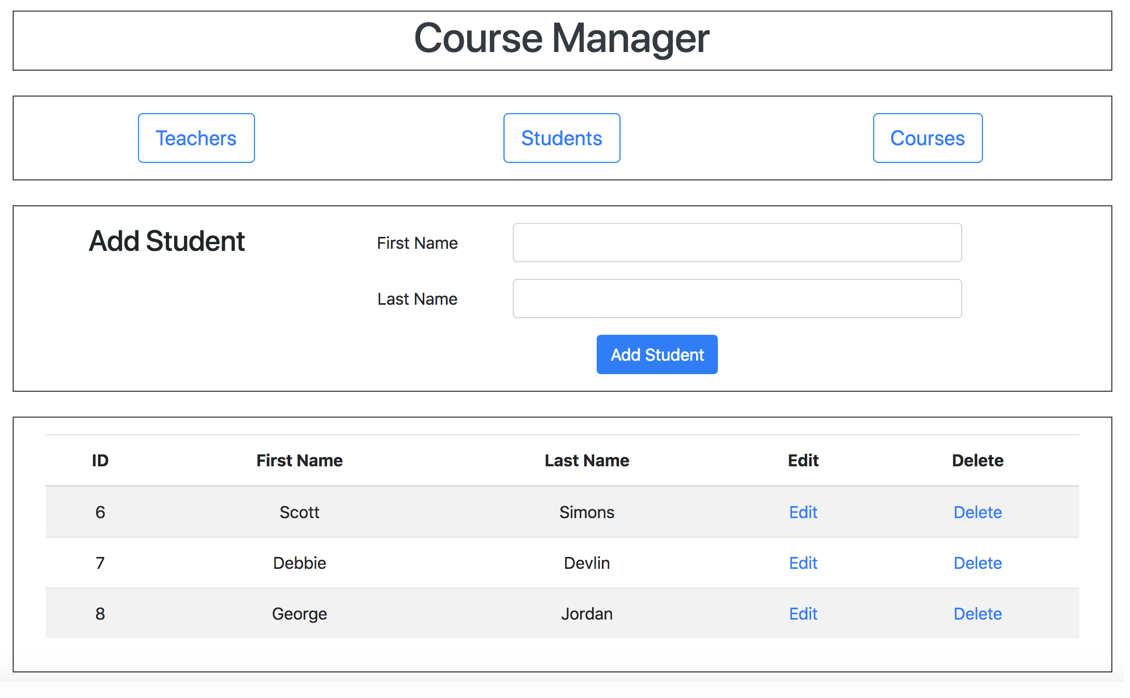 Course Manager
Teachers Students Courses
Add Student
First Name
Last Name
Add Student
ID First Name Last Name Edit Delete
6 Scott Simons Edit Delete
7 Debbie Devlin Edit Delete
8 George Jordan Edit Delete